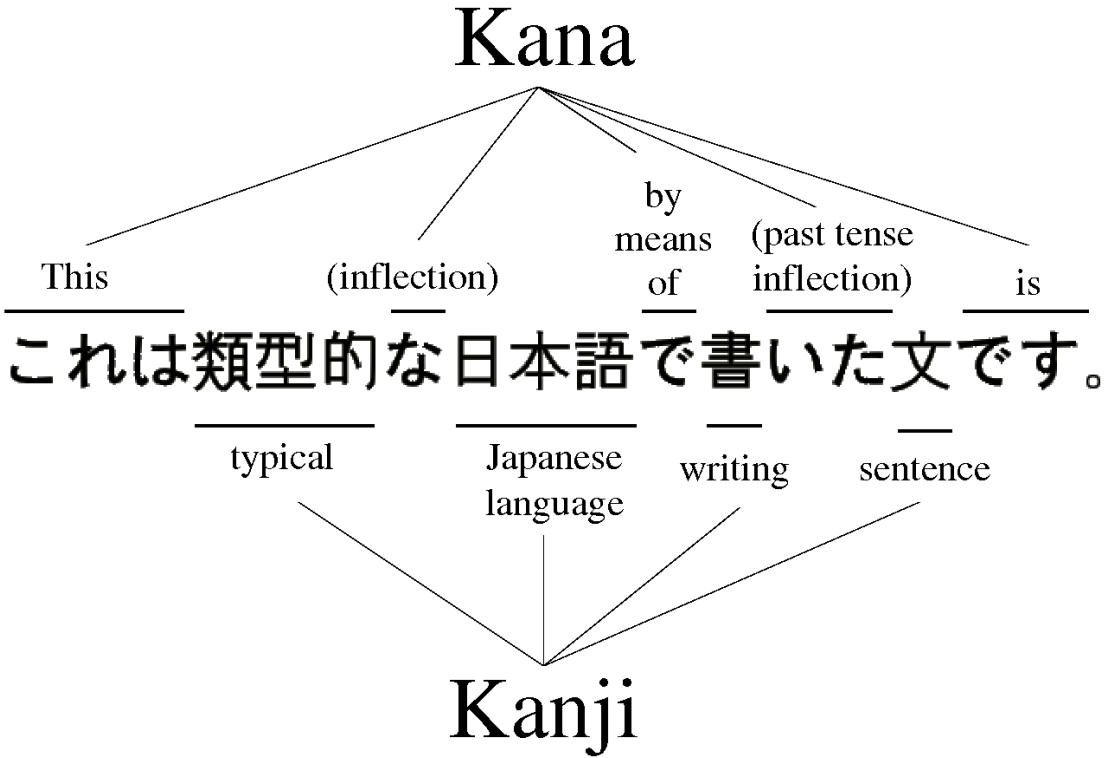 Kana
This
(inflection)
by
means
of
(past tense
inflection)
is
これは類型的な日本語で書いた文です。
typical
Japanese
language
writing
sentence
Kanji